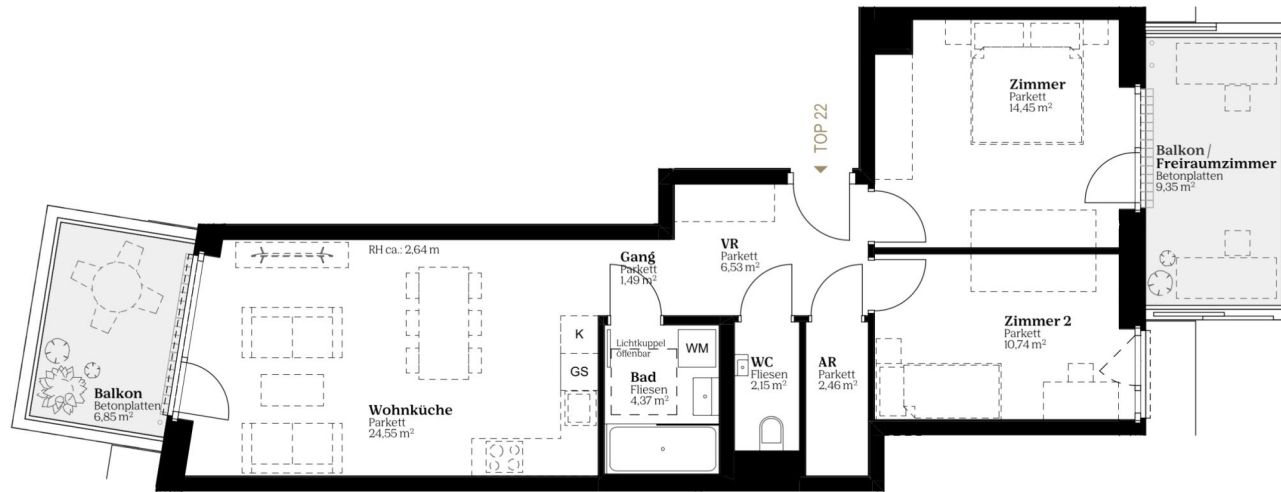 TOP 22
Zimmer
Parkett
14,45 m²
Balkon/
Freiraumzimmer
Betonplatten
9,35 m²
RH ca.: 2,64 m
Gang
Parkett
1,49 m²
VR
Parkett
6,53 m²
Zimmer 2
Parkett
10,74 m²
K
GS
Lichtkuppel
öffenbar
WM
Bad
Fliesen
4,37 m²
WC
Fliesen
2,15 m²
AR
Parkett
2,46 m²
Balkon
Betonplatten
6,85 m²
Wohnküche
Parkett
24,55 m²